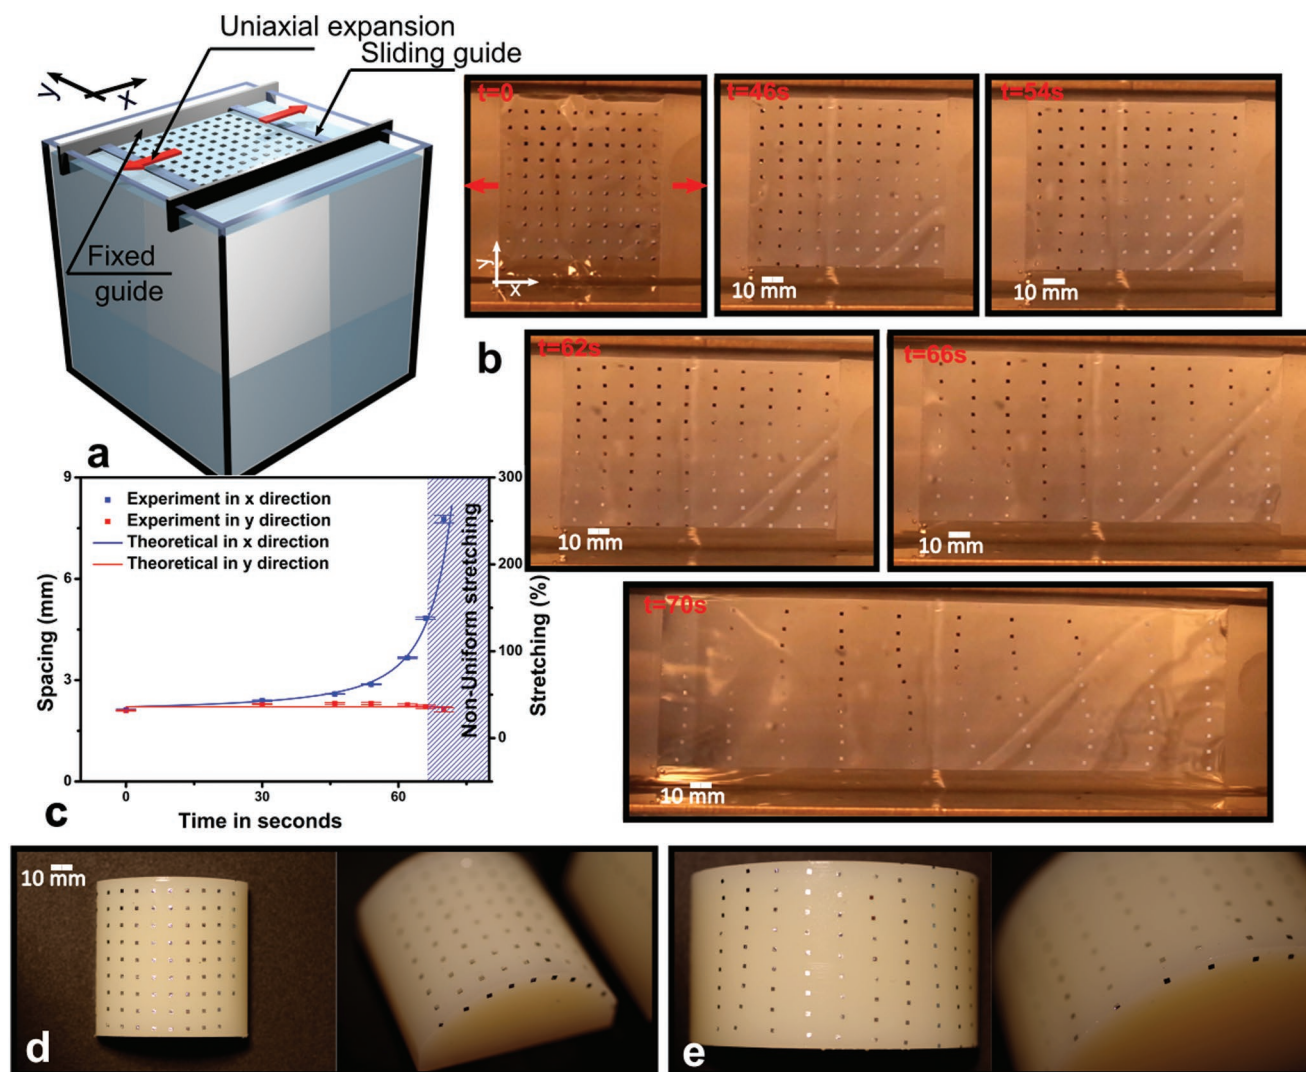 Uniaxial expansion
Sliding guide
y
x
Fixed
guide
a
t=0
y
x
t=46s
10 mm
t=54s
10 mm
b
t=62s
10 mm
t=66s
10 mm
t=70s
10 mm
9
6
3
0
Spacing (mm)
Experiment in x direction
Experiment in y direction
Theoretical in x direction
Theoretical in y direction
Non-Uniform stretching
300
200
100
0
Stretching (%)
0
30
60
Time in seconds
c
10 mm
d
e